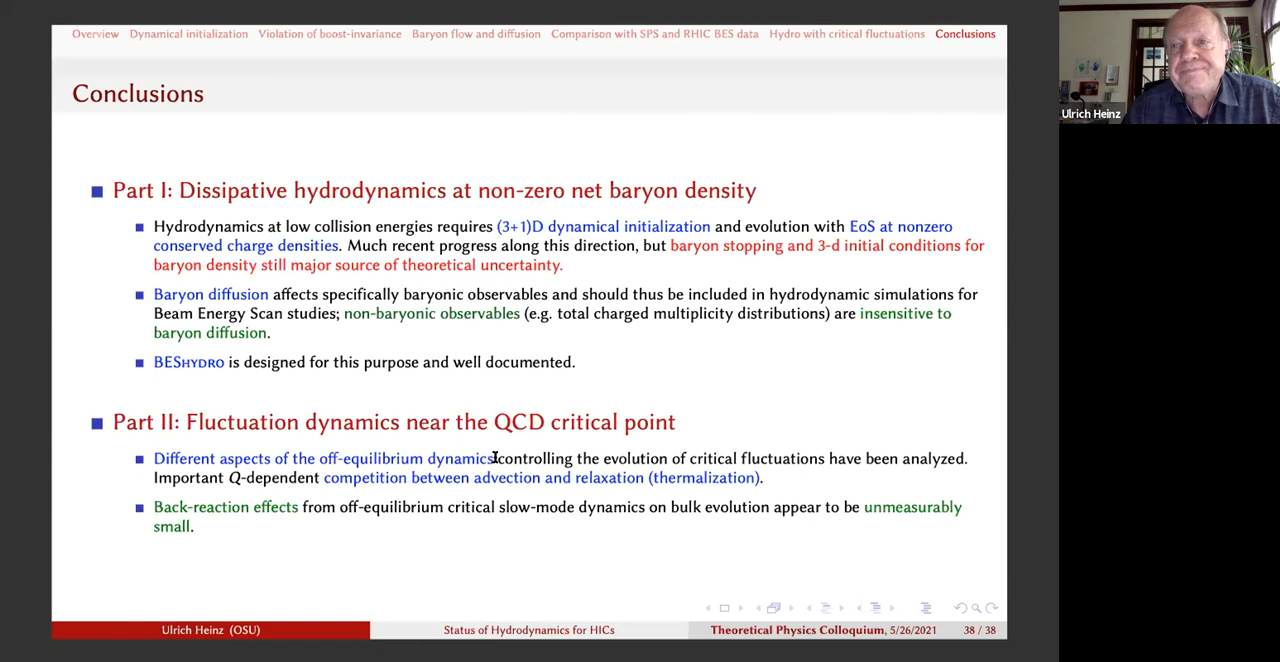 Overview Dynamical initialization Violation of boost-invariance Baryon flow and diffusion Comparison with SPS and RHIC BES data Hydro with critical fluctuations Conclusions
Conclusions
Part I: Dissipative hydrodynamics at non-zero net baryon density
Hydrodynamics at low collision energies requires (3+1)D dynamical initialization and evolution with EoS at nonzero
conserved charge densities. Much recent progress along this direction, but baryon stopping and 3-d initial conditions for
baryon density still major source of theoretical uncertainty.
Baryon diffusion affects specifically baryonic observables and should thus be included in hydrodynamic simulations for
Beam Energy Scan studies; non-baryonic observables (e.g. total charged multiplicity distributions) are insensitive to
baryon diffusion.
BESHYDRO is designed for this purpose and well documented.
Part II: Fluctuation dynamics near the QCD critical point
Different aspects of the off-equilibrium dynamics controlling the evolution of critical fluctuations have been analyzed.
Important Q-dependent competition between advection and relaxation (thermalization).
Back-reaction effects from off-equilibrium critical slow-mode dynamics on bulk evolution appear to be unmeasurably
small.
Ulrich Heinz (OSU) Status of Hydrodynamics for HICs Theoretical Physics Colloquium, 5/26/2021 38 / 38
Ulrich Heinz